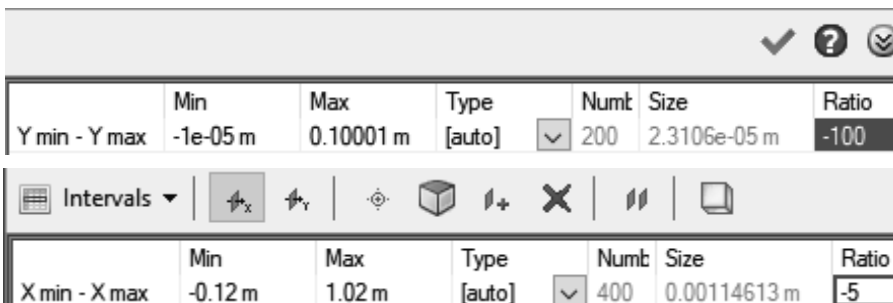 Min Max Type Numb Size Ratio
Y min - Y max -1e-05 m 0.10001 m [auto] 200 2.3106e-05 m -100
Intervals
Min Max Type Numb Size Ratio
X min - X max -0.12 m 1.02 m [auto] 400 0.00114613 m -5